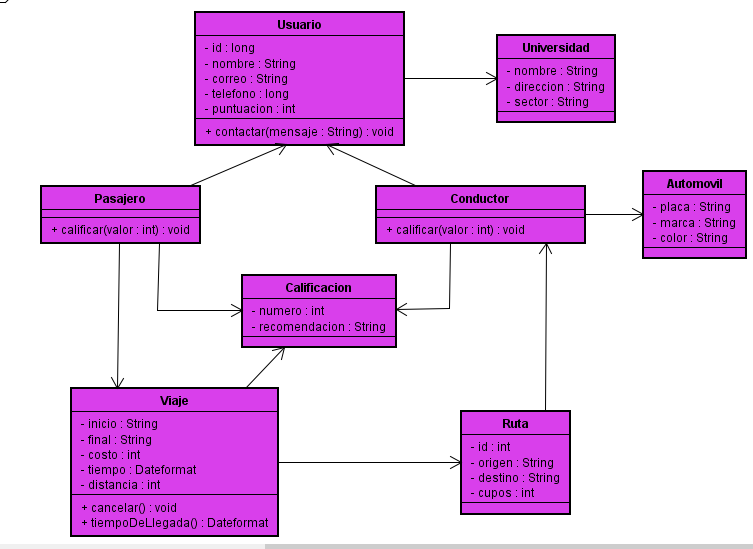 Usuario
- id : long
- nombre : String
- correo : String
- telefono : long
- puntuacion : int
+ contactar(mensaje : String) : void
Universidad
- nombre : String
- direccion : String
- sector : String
Pasajero
+ calificar(valor : int) : void
Conductor
+ calificar(valor : int) : void
Automovil
- placa : String
- marca : String
- color : String
Calificacion
- numero : int
- recomendacion : String
Viaje
- inicio : String
- final : String
- costo : int
- tiempo : Dateformat
- distancia : int
+ cancelar() : void
+ tiempoDeLlegada() : Dateformat
Ruta
- id : int
- origen : String
- destino : String
- cupos : int